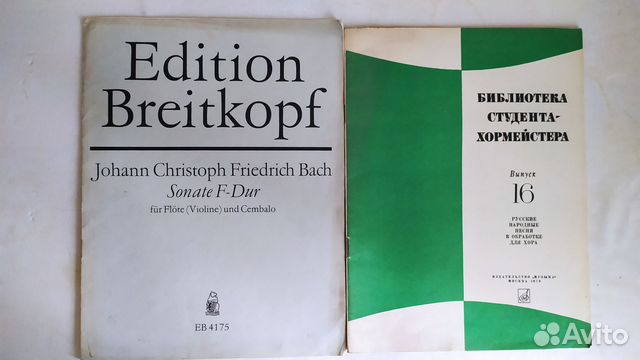 Edition
Breitkopf
Johann Christoph Friedrich Bach
Sonate F-Dur
für Flöte (Violine) und Cembalo
EB 4175
БИБЛИОТЕКА
СТУДЕНТА-
ХОРМЕЙСТЕРА
Выпуск
16
РУССКИЕ
НАРОДНЫЕ
ПЕСНИ
В ОБРАБОТКЕ
ДЛЯ ХОРА
ИЗДАТЕЛЬСТВО „МУЗЫКА“
МОСКВА
Avito